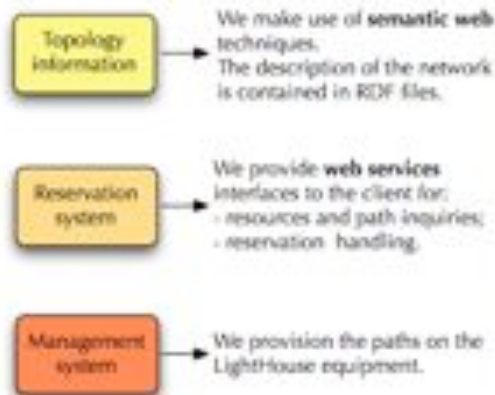 Topology
information
We make use of semantic web
techniques.
The description of the network
is contained in RDF files.
Reservation
system
We provide web services
interfaces to the client for:
- resources and path inquiries;
- reservation handling.
Management
system
We provision the paths on the
LightHouse equipment.